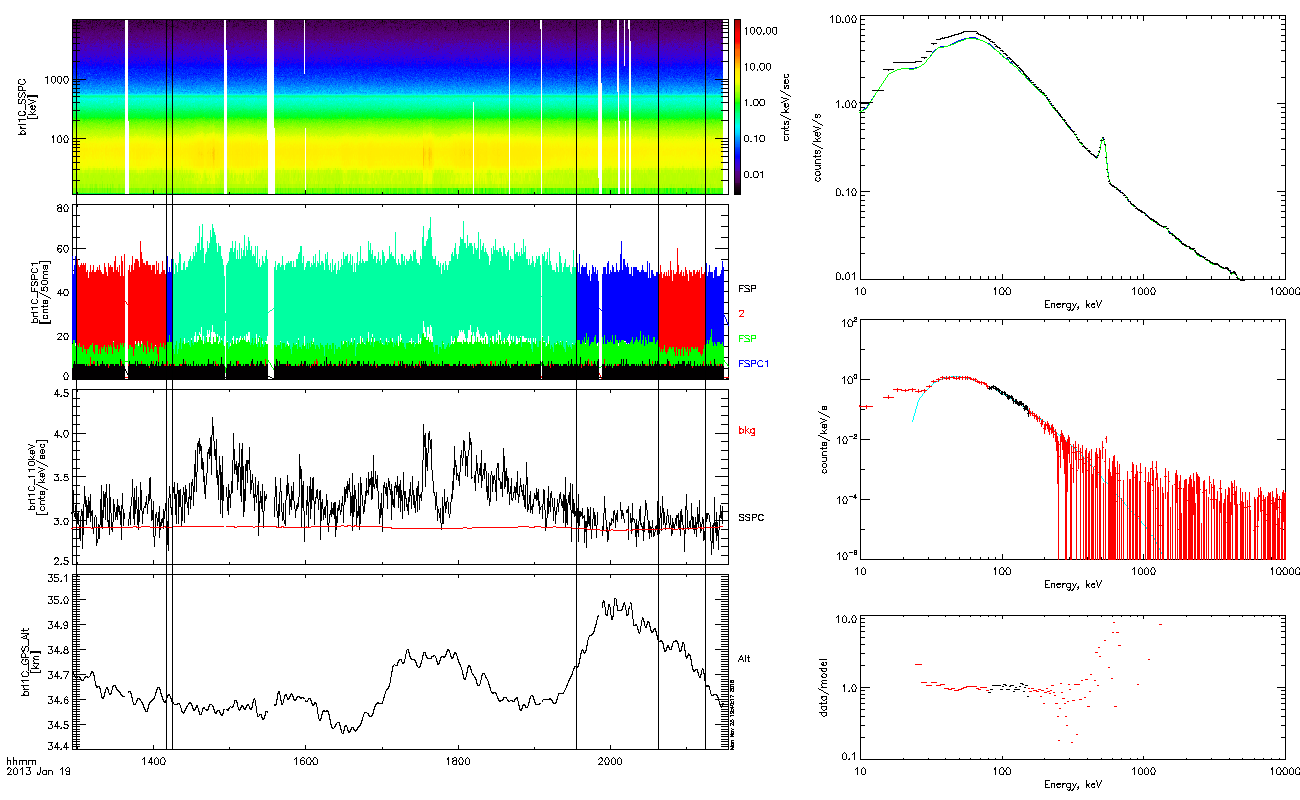 brl1C_SSPC
[keV]
1000
100
100.00
10.00
1.00
0.10
0.01
cnts/keV/sec
brl1C_FSPC1
[cnts/50ms]
80
60
40
20
0
FSP
2
FSP
FSPC1
brl1C_110keV
[cnts/keV/sec]
4.5
4.0
3.5
3.0
2.5
bkg
SSPC
brl1C_GPS_Alt
[km]
35.1
35.0
34.9
34.8
34.7
34.6
34.5
34.4
Alt
hhmm
2013 Jan 19
1400
1600
1800
2000
counts/keV/s
10.00
1.00
0.10
0.01
10
100
1000
10000
Energy, keV
counts/keV/s
10²
10⁰
10⁻²
10⁻⁴
10⁻⁶
10
100
1000
10000
Energy, keV
data/model
10.0
1.0
0.1
10
100
1000
10000
Energy, keV